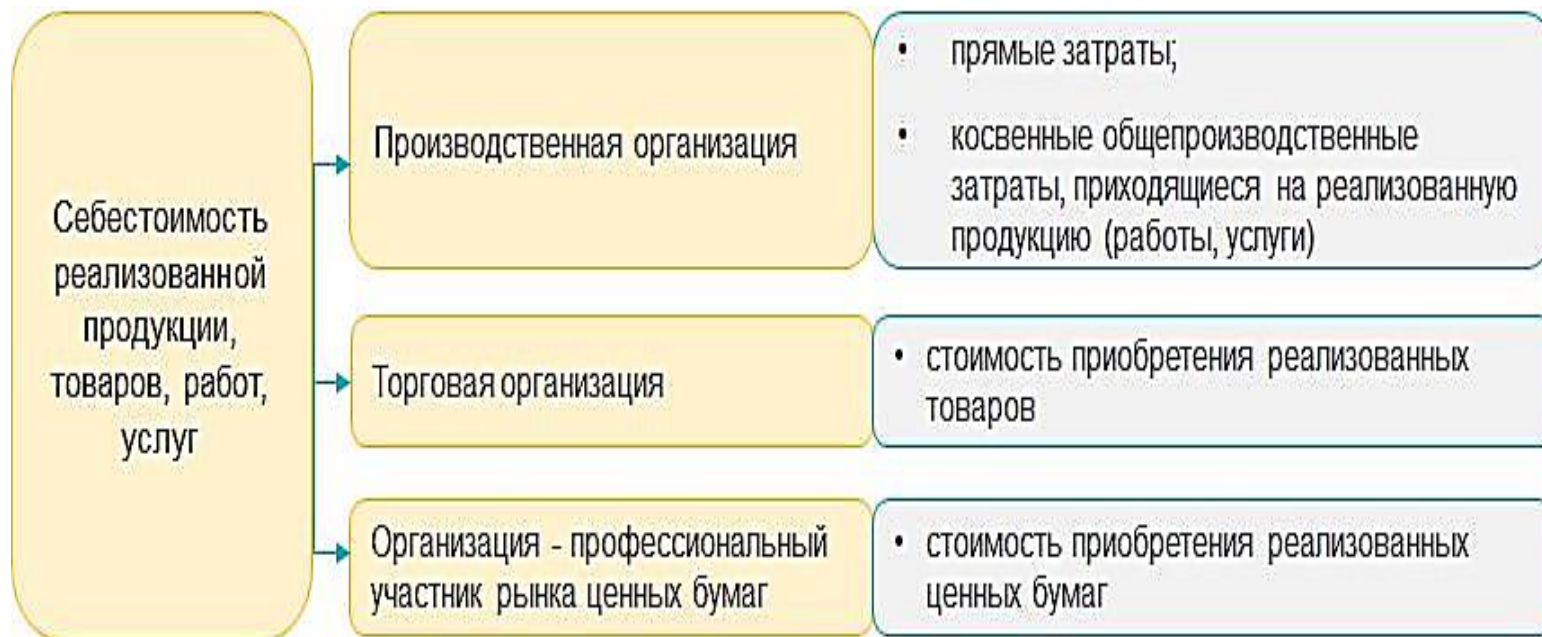 Себестоимость
реализованной
продукции,
товаров, работ,
услуг
Производственная организация
• прямые затраты;
• косвенные общепроизводственные
затраты, приходящиеся на реализованную
продукцию (работы, услуги)
Торговая организация
• стоимость приобретения реализованных
товаров
Организация - профессиональный
участник рынка ценных бумаг
• стоимость приобретения реализованных
ценных бумаг